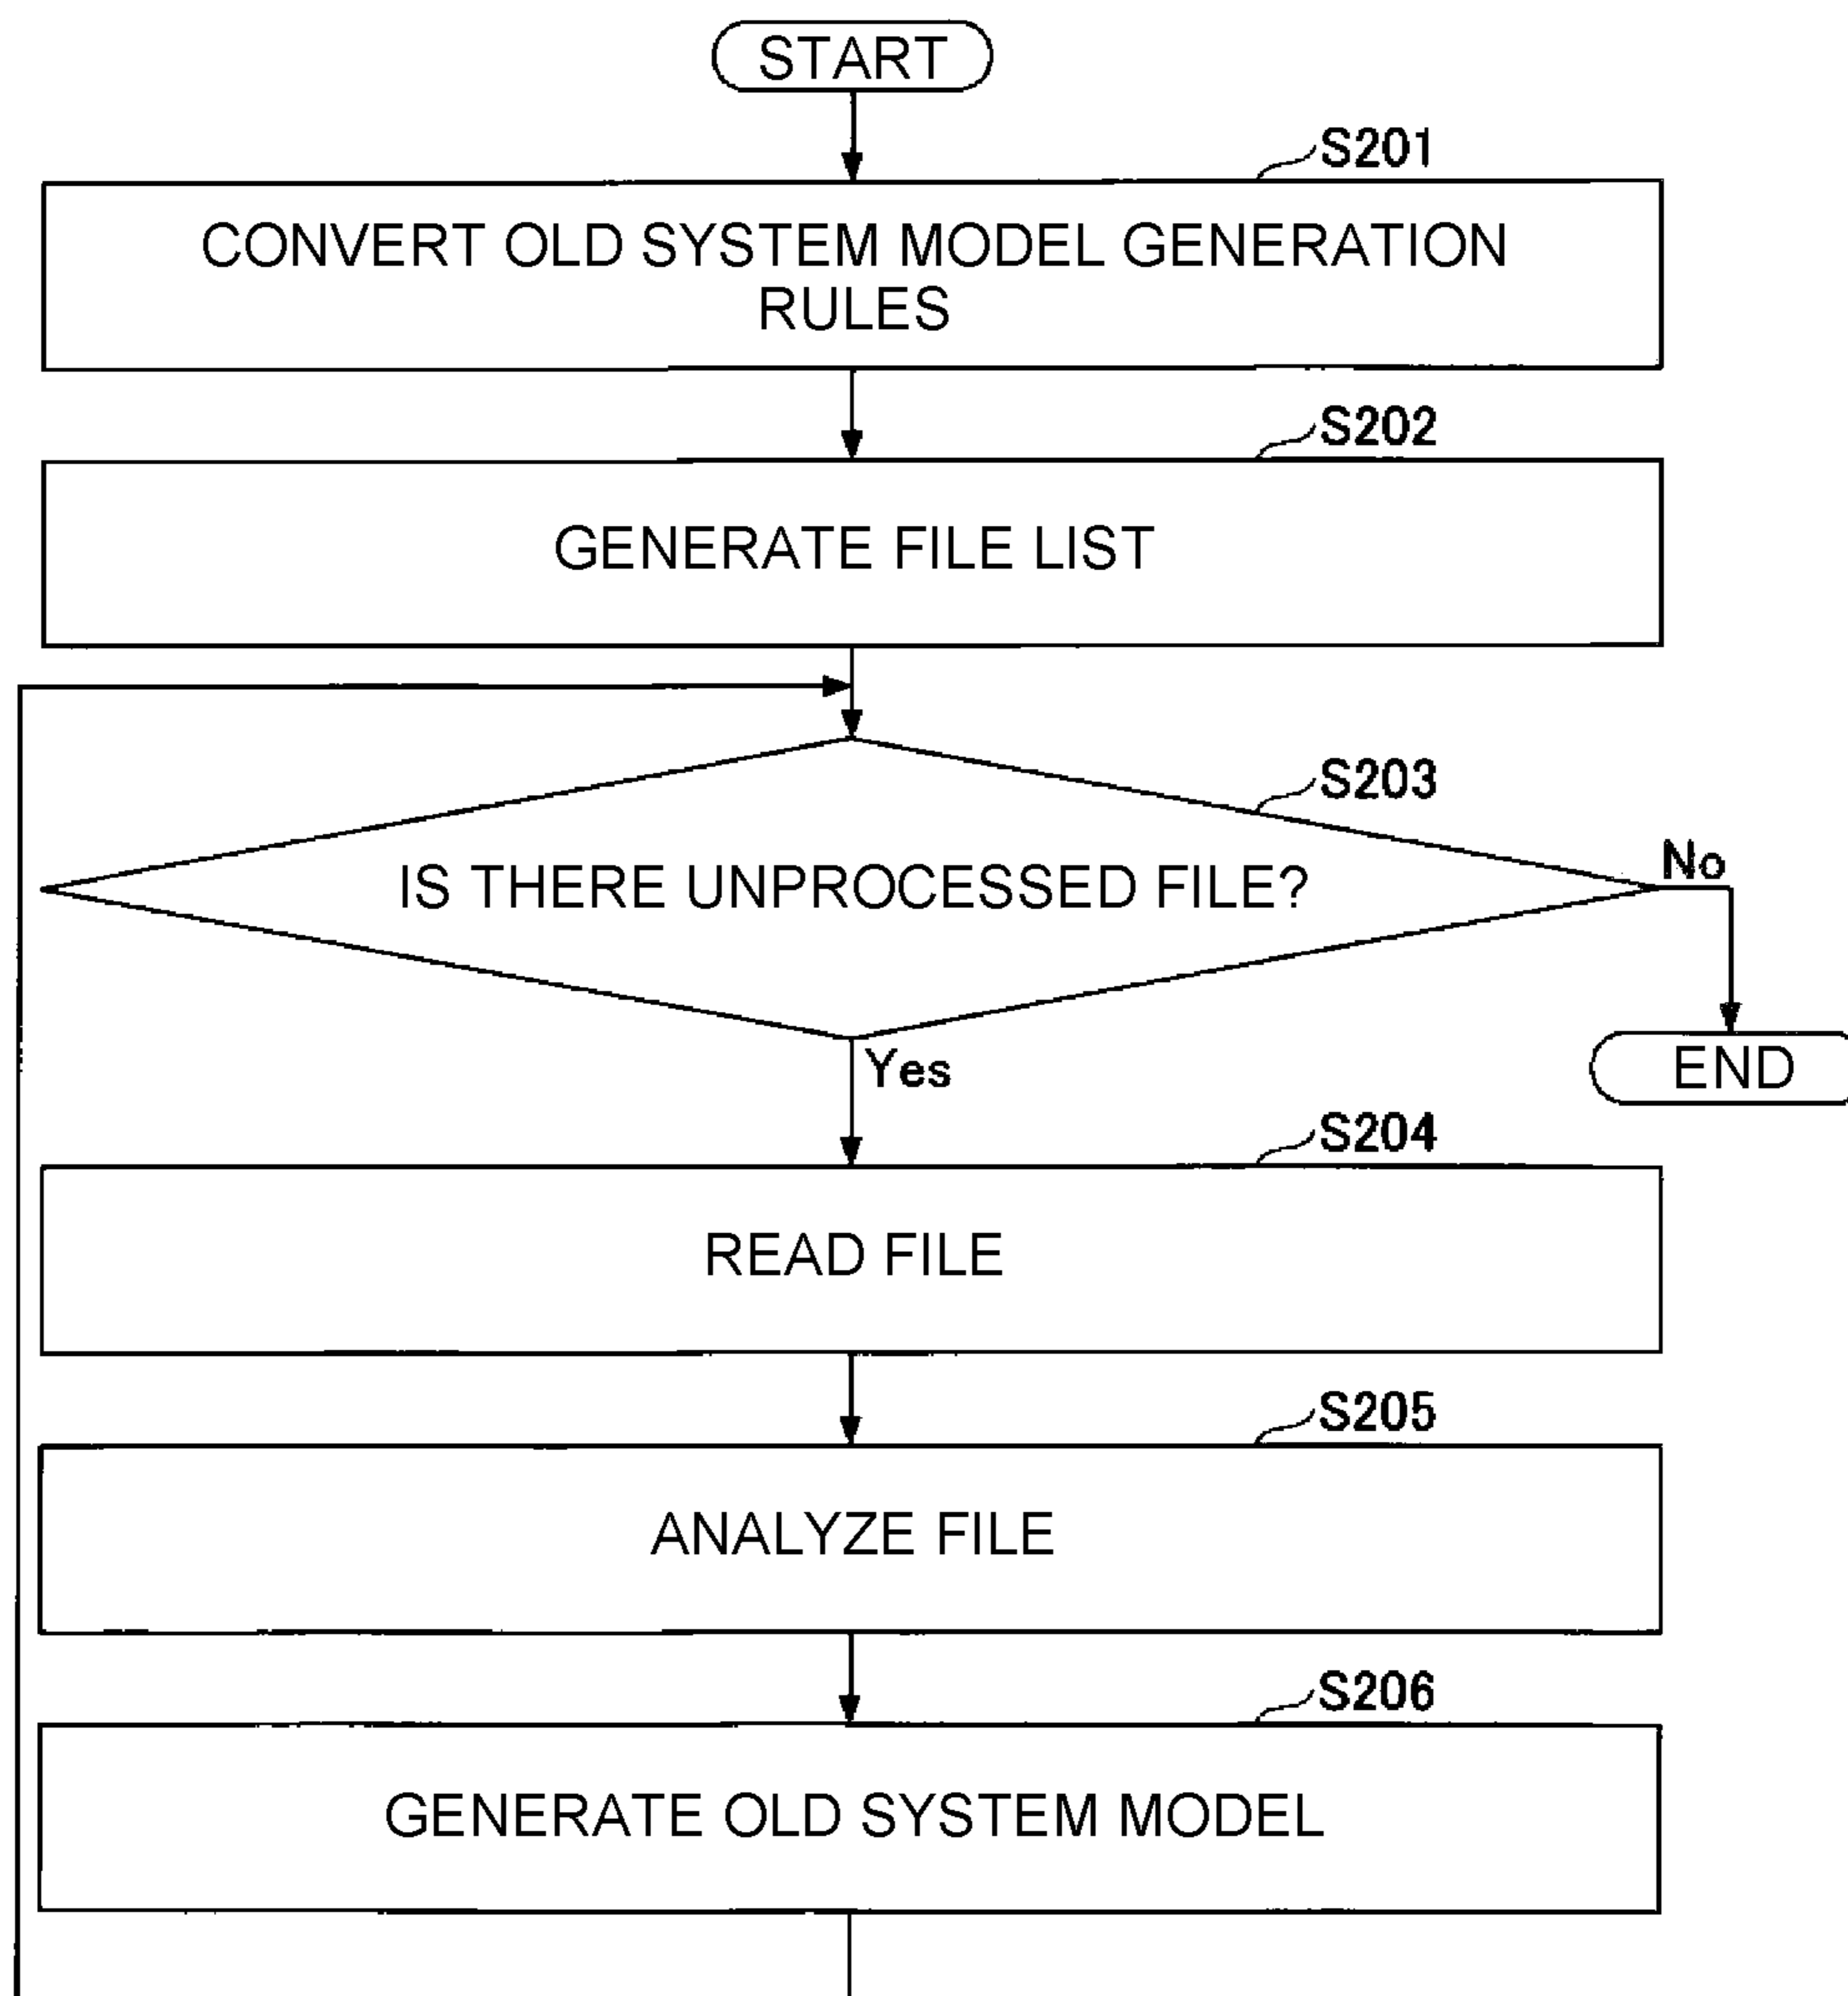 START
S201
CONVERT OLD SYSTEM MODEL GENERATION
RULES
S202
GENERATE FILE LIST
S203
IS THERE UNPROCESSED FILE?
No
END
Yes
S204
READ FILE
S205
ANALYZE FILE
S206
GENERATE OLD SYSTEM MODEL